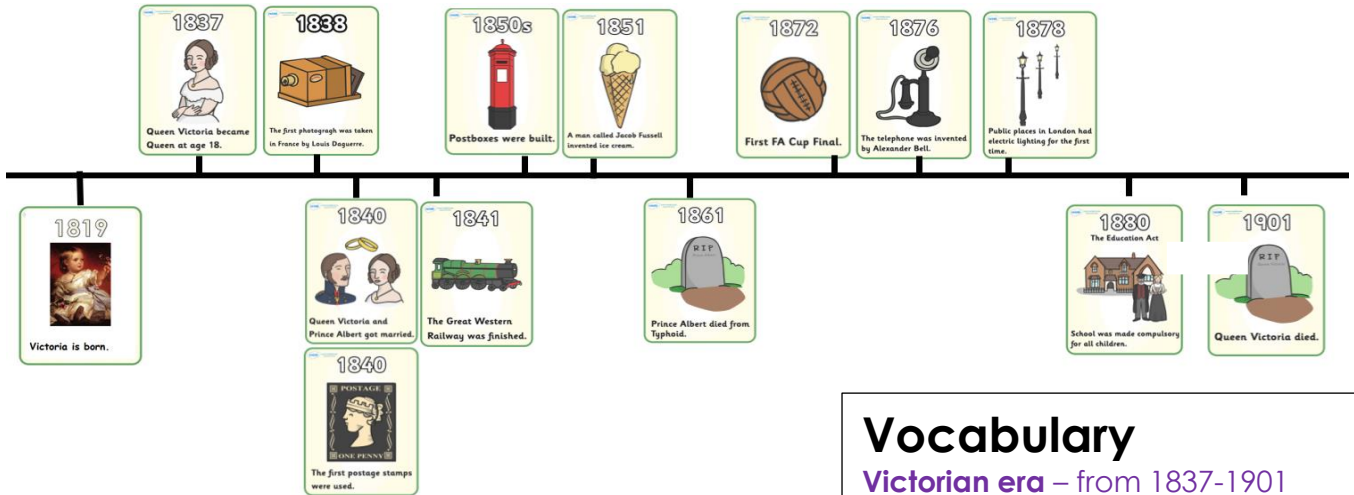 1837
Queen Victoria became
Queen at age 18.
1838
The first photogragh was taken
in France by Louis Daguerre.
1850s
Postboxes were built.
1851
A man called Jacob Fussell
invented ice cream.
1872
First FA Cup Final.
1876
The telephone was invented
by Alexander Bell.
1878
Public places in London had
electric lighting for the first
time.
1819
Victoria is born.
1840
Queen Victoria and
Prince Albert got married.
1841
The Great Western
Railway was finished.
1861
RIP
Prince Albert died from
Typhoid.
1880
The Education Act
School was made compulsory
for all children.
1901
RIP
Queen Victoria died.
1840
POSTAGE
ONE PENNY
The first postage stamps
were used.
Vocabulary
Victorian era – from 1837-1901